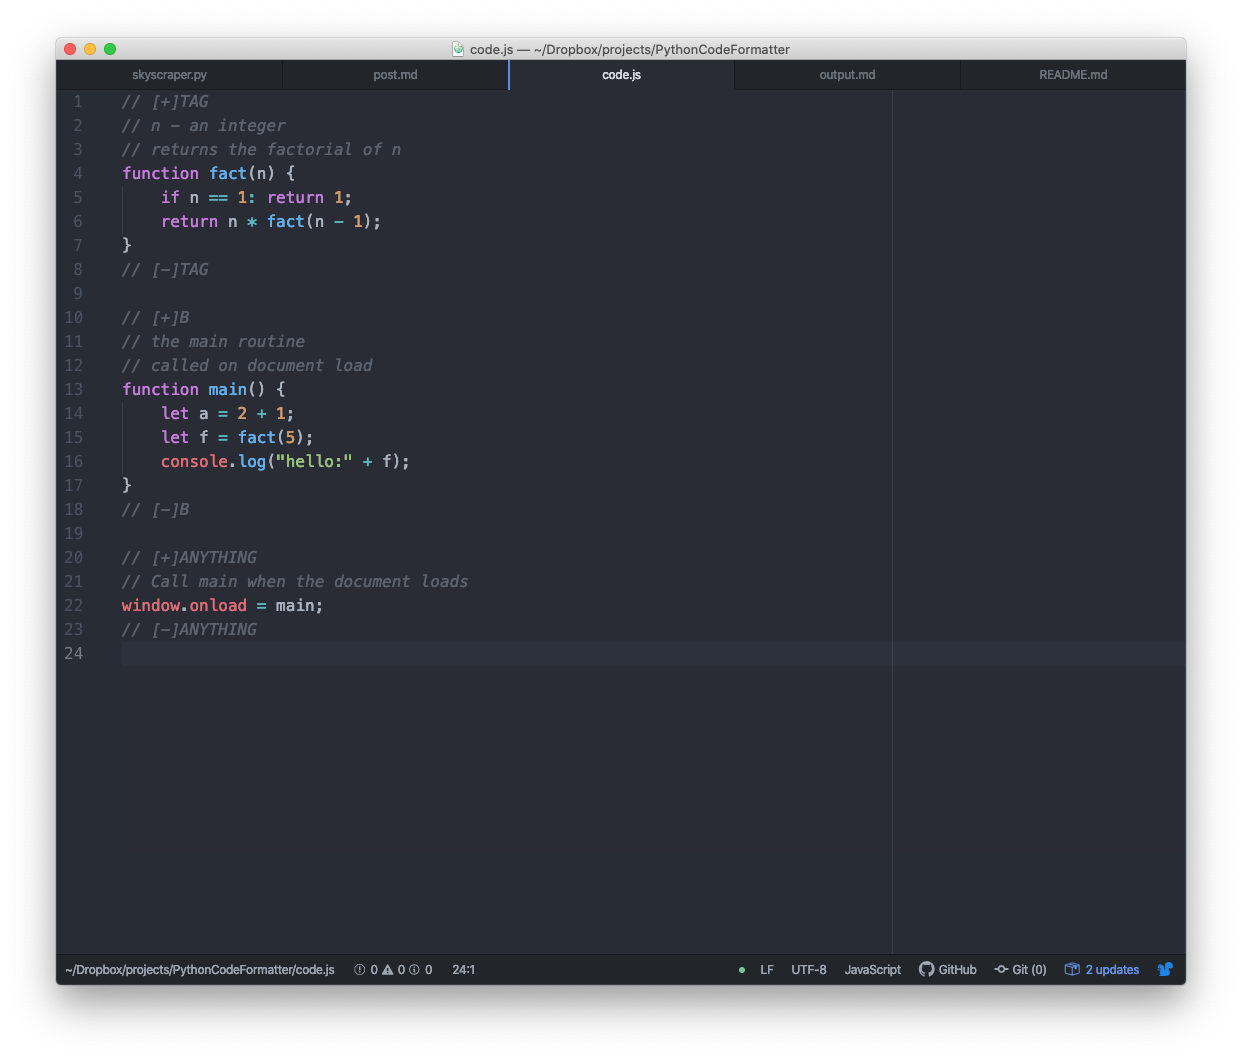 code.js — ~/Dropbox/projects/PythonCodeFormatter
skyscraper.py post.md code.js output.md README.md
1 // [+]TAG
2 // n - an integer
3 // returns the factorial of n
4 function fact(n) {
5     if n == 1: return 1;
6     return n * fact(n - 1);
7 }
8 // [-]TAG
9
10 // [+]B
11 // the main routine
12 // called on document load
13 function main() {
14     let a = 2 + 1;
15     let f = fact(5);
16     console.log("hello:" + f);
17 }
18 // [-]B
19
20 // [+]ANYTHING
21 // Call main when the document loads
22 window.onload = main;
23 // [-]ANYTHING
24
~/Dropbox/projects/PythonCodeFormatter/code.js 0 0 0 24:1 LF UTF-8 JavaScript GitHub Git (0) 2 updates